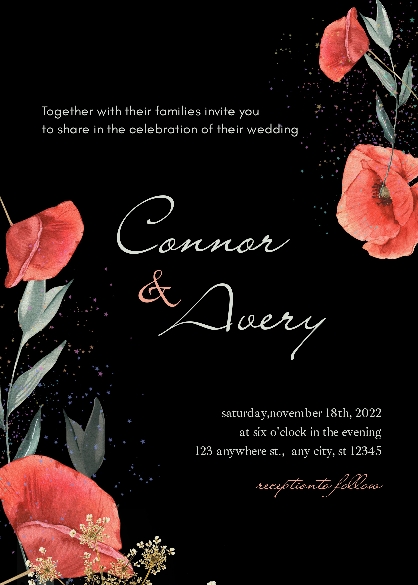 Together with their families invite you
to share in the celebration of their wedding
Connor
&
Avery
saturday,november 18th, 2022
at six o'clock in the evening
123 anywhere st., any city, st 12345
reception to follow